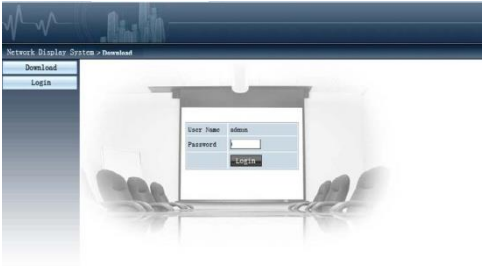 Network Display System > Download
Download
Login
User Name admin
Password
Login